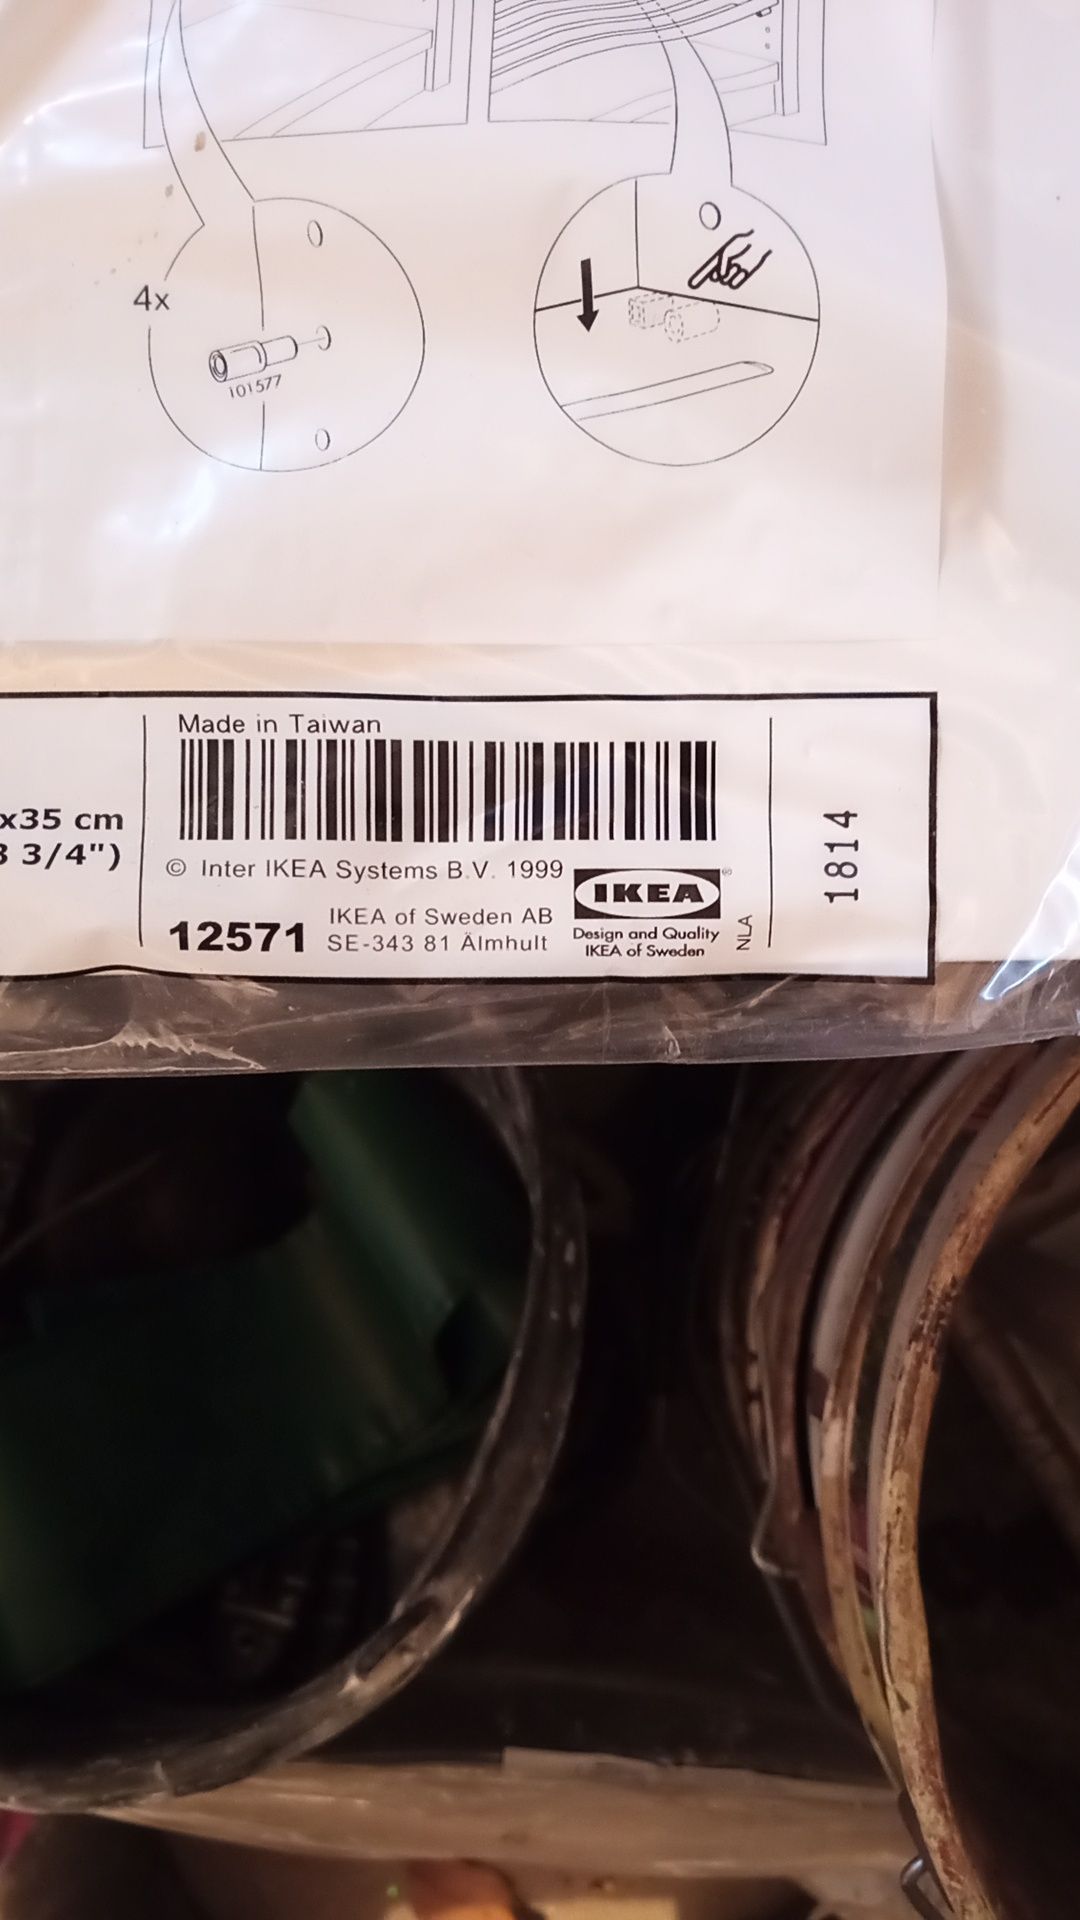 4x
101577
Made in Taiwan
x35 cm
3 3/4")
© Inter IKEA Systems B.V. 1999
IKEA of Sweden AB
12571
SE-343 81 Älmhult
IKEA
®
Design and Quality
IKEA of Sweden
NLA
1814